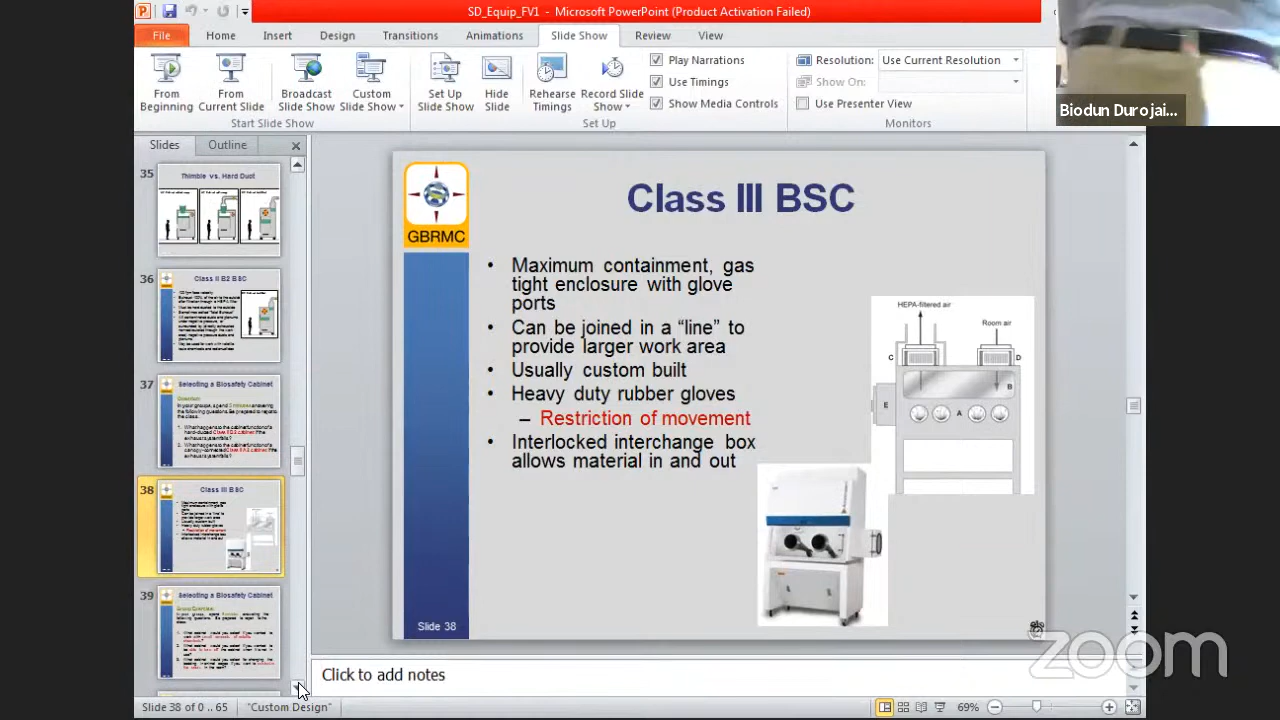 SD_Equip_FV1 - Microsoft PowerPoint (Product Activation Failed)
File Home Insert Design Transitions Animations Slide Show Review View
From Beginning
From Current Slide
Broadcast Slide Show
Custom Slide Show
Start Slide Show
Set Up Slide Show
Hide Slide
Rehearse Timings
Record Slide Show
Play Narrations
Use Timings
Show Media Controls
Set Up
Resolution: Use Current Resolution
Show On:
Use Presenter View
Monitors
Biodun Durojai...
Slides Outline
35
Thimble vs. Hard Duct
36
Class II B2 BSC
37
Selecting a Biosafety Cabinet
38
Class III BSC
39
Selecting a Biosafety Cabinet
GBRMC
Class III BSC
• Maximum containment, gas
tight enclosure with glove
ports
• Can be joined in a “line” to
provide larger work area
• Usually custom built
• Heavy duty rubber gloves
– Restriction of movement
• Interlocked interchange box
allows material in and out
HEPA-filtered air
Room air
C
D
B
E
A
Slide 38
zoom
Click to add notes
Slide 38 of 0 .. 65 "Custom Design" 69%